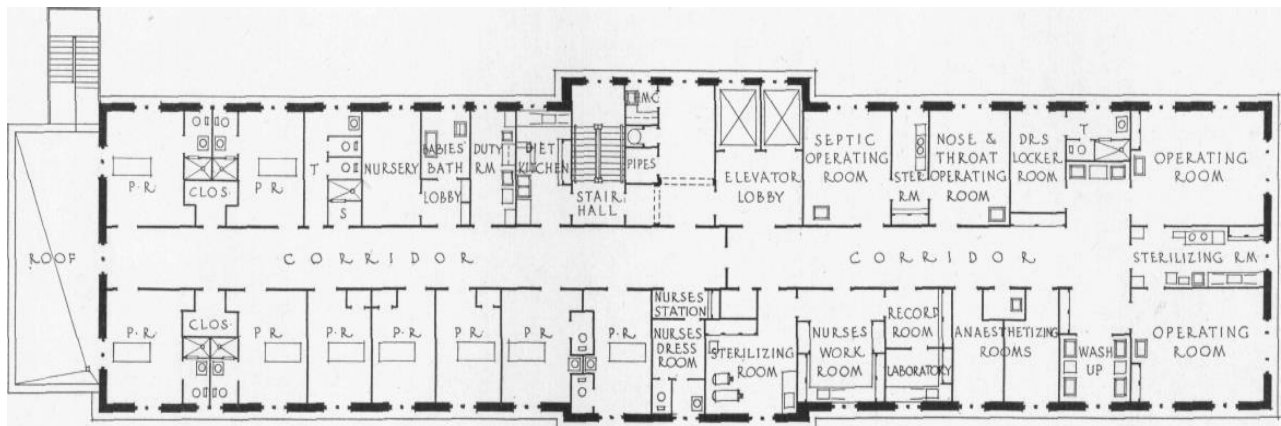 HMC
SEPTIC
OPERATING
ROOM
NOSE &
THROAT
OPERATING
ROOM
DRS
LOCKER
ROOM
T
OPERATING
ROOM
P·R
CLOS·
P R
T
S
NURSERY
BABIES'
BATH
LOBBY
DUTY
RM
DIET
KITCHEN
STAIR
HALL
PIPES
ELEVATOR
LOBBY
STER
RM
ROOF
CORRIDOR
CORRIDOR
STERILIZING RM
P·R
CLOS·
P R
P·R
P·R
P·R
P R
P·R
NURSES
STATION
NURSES
DRESS
ROOM
STERILIZING
ROOM
NURSES
WORK
ROOM
RECORD
ROOM
LABORATORY
ANAESTHETIZING
ROOMS
WASH
UP
OPERATING
ROOM